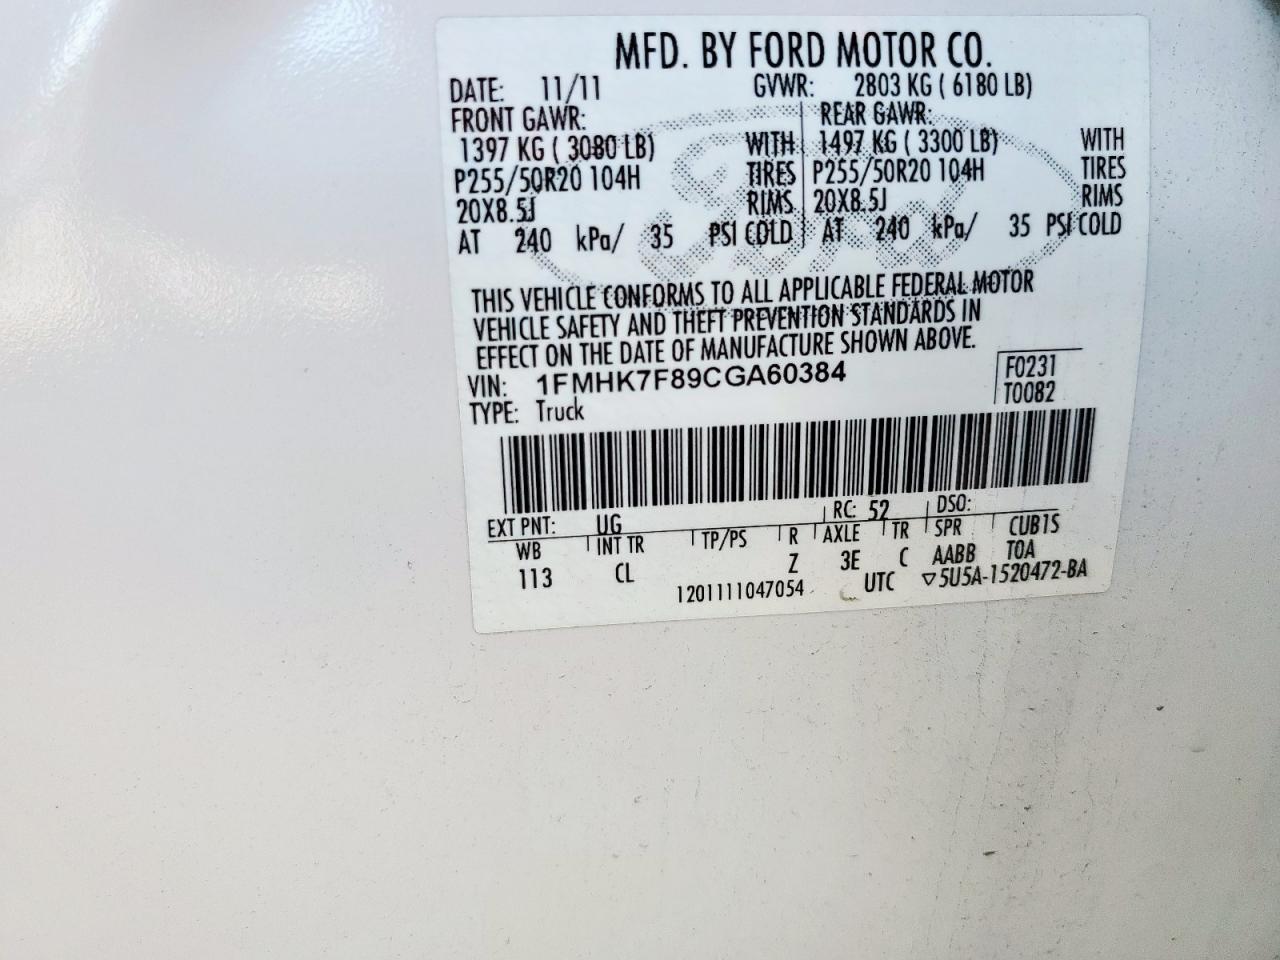 MFD. BY FORD MOTOR CO.
DATE: 11/11 GVWR: 2803 KG ( 6180 LB)
FRONT GAWR: REAR GAWR:
1397 KG ( 3080 LB) WITH 1497 KG ( 3300 LB) WITH
P255/50R20 104H TIRES P255/50R20 104H TIRES
20X8.5J RIMS 20X8.5J RIMS
AT 240 kPa/ 35 PSI COLD AT 240 kPa/ 35 PSI COLD
Ford
THIS VEHICLE CONFORMS TO ALL APPLICABLE FEDERAL MOTOR
VEHICLE SAFETY AND THEFT PREVENTION STANDARDS IN
EFFECT ON THE DATE OF MANUFACTURE SHOWN ABOVE.
VIN: 1FMHK7F89CGA60384 F0231
TYPE: Truck T0082
EXT PNT: UG RC: 52 DSO:
WB INT TR TP/PS R AXLE TR SPR CUB1S
113 CL Z 3E C AABB TOA
1201111047054 UTC ▽5U5A-1520472-BA